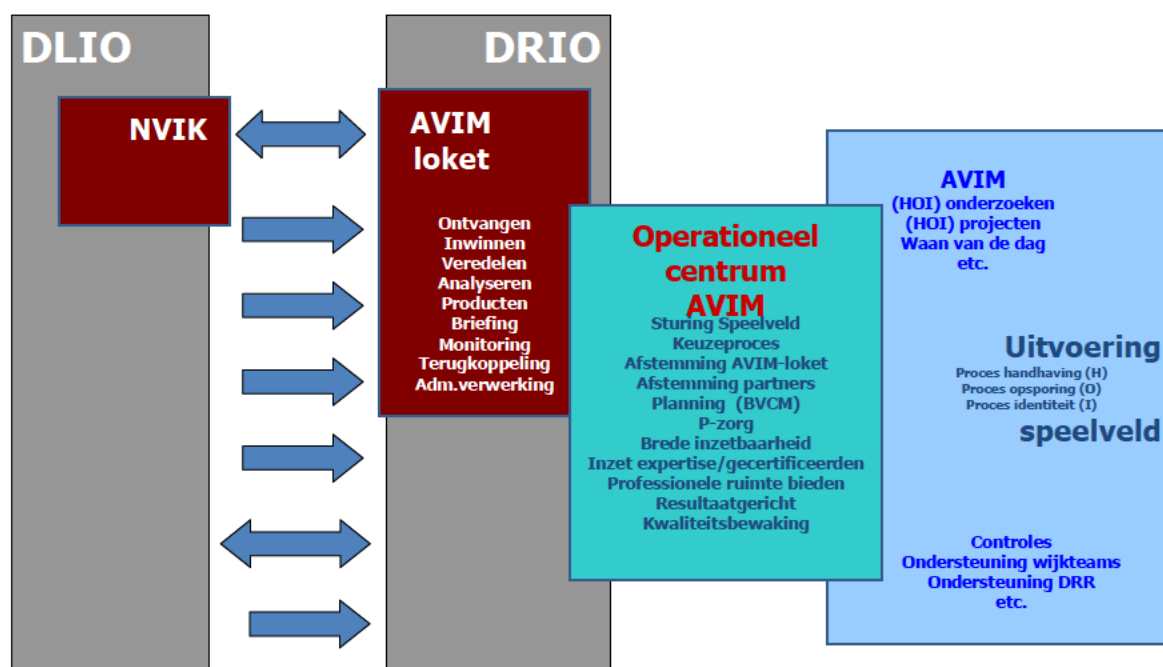 DLIO
NVIK
DRIO
AVIM
loket
Ontvangen
Inwinnen
Veredelen
Analyseren
Producten
Briefing
Monitoring
Terugkoppeling
Adm.verwerking
Operationeel
centrum
AVIM
Sturing Speelveld
Keuzeproces
Afstemming AVIM-loket
Afstemming partners
Planning (BVCM)
P-zorg
Brede inzetbaarheid
Inzet expertise/gecertificeerden
Professionele ruimte bieden
Resultaatgericht
Kwaliteitsbewaking
AVIM
(HOI) onderzoeken
(HOI) projecten
Waan van de dag
etc.
Uitvoering
Proces handhaving (H)
Proces opsporing (O)
Proces identiteit (I)
speelveld
Controles
Ondersteuning wijkteams
Ondersteuning DRR
etc.